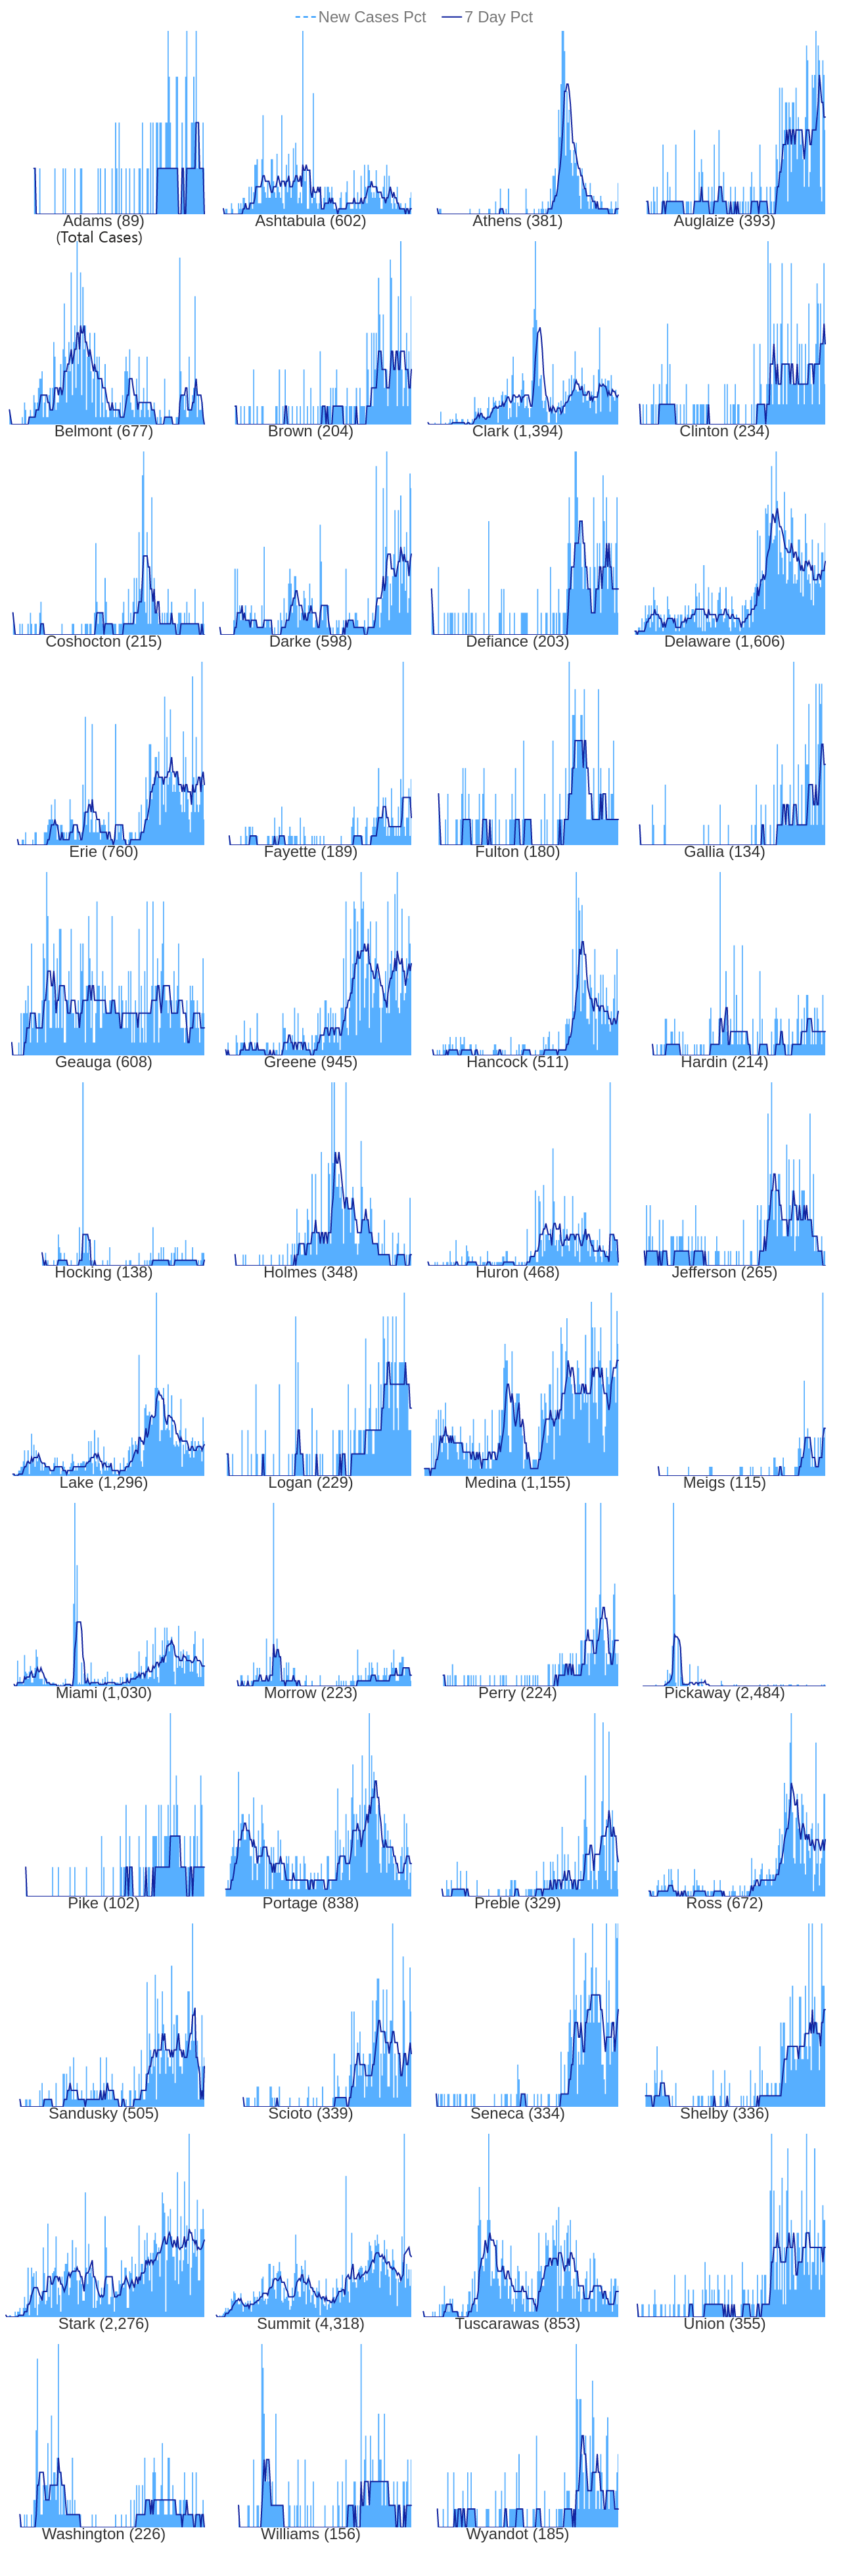 New Cases Pct 7 Day Pct
Adams (89) Ashtabula (602) Athens (381) Auglaize (393)
(Total Cases)
Belmont (677) Brown (204) Clark (1,394) Clinton (234)
Coshocton (215) Darke (598) Defiance (203) Delaware (1,606)
Erie (760) Fayette (189) Fulton (180) Gallia (134)
Geauga (608) Greene (945) Hancock (511) Hardin (214)
Hocking (138) Holmes (348) Huron (468) Jefferson (265)
Lake (1,296) Logan (229) Medina (1,155) Meigs (115)
Miami (1,030) Morrow (223) Perry (224) Pickaway (2,484)
Pike (102) Portage (838) Preble (329) Ross (672)
Sandusky (505) Scioto (339) Seneca (334) Shelby (336)
Stark (2,276) Summit (4,318) Tuscarawas (853) Union (355)
Washington (226) Williams (156) Wyandot (185)